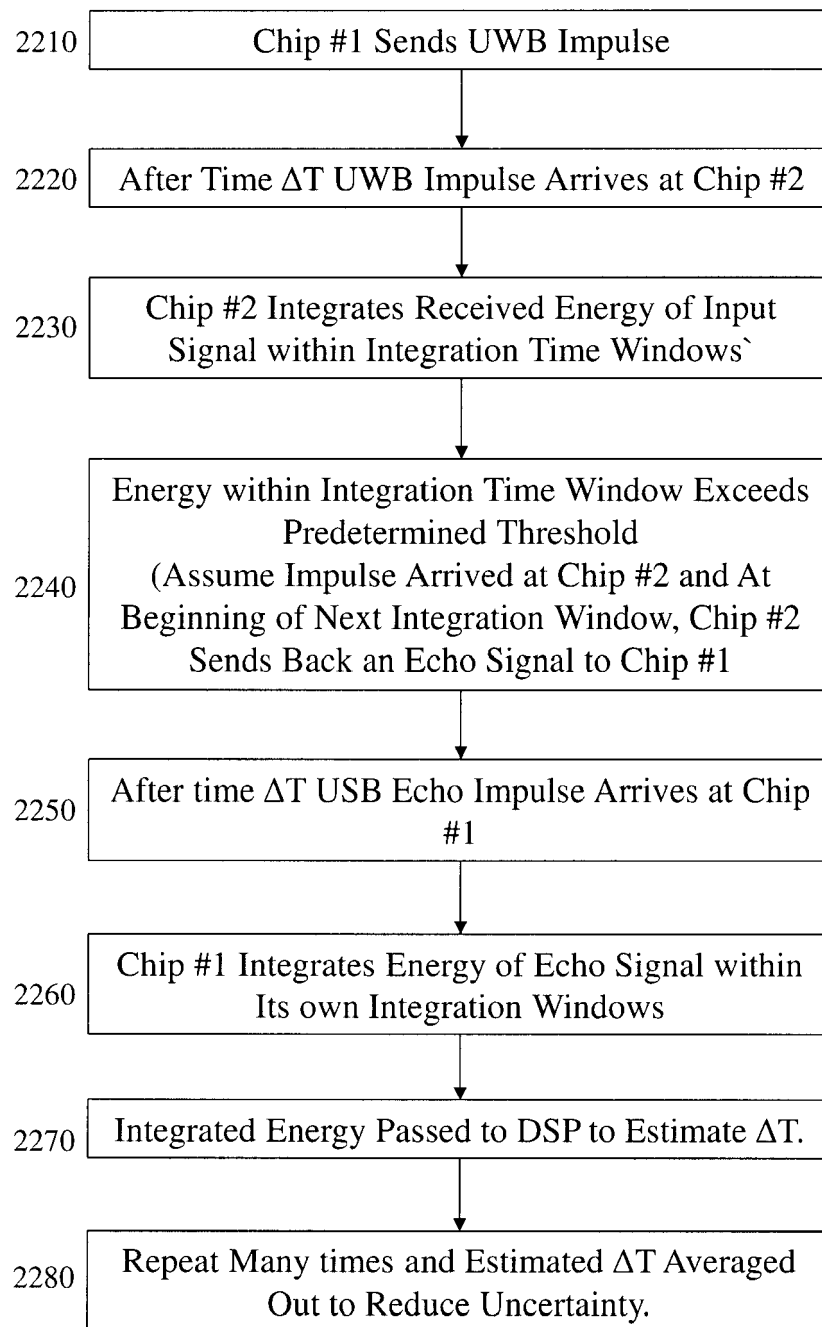 2210
Chip #1 Sends UWB Impulse
2220
After Time ΔT UWB Impulse Arrives at Chip #2
2230
Chip #2 Integrates Received Energy of Input
Signal within Integration Time Windows`
2240
Energy within Integration Time Window Exceeds
Predetermined Threshold
(Assume Impulse Arrived at Chip #2 and At
Beginning of Next Integration Window, Chip #2
Sends Back an Echo Signal to Chip #1
2250
After time ΔT USB Echo Impulse Arrives at Chip
#1
2260
Chip #1 Integrates Energy of Echo Signal within
Its own Integration Windows
2270
Integrated Energy Passed to DSP to Estimate ΔT.
2280
Repeat Many times and Estimated ΔT Averaged
Out to Reduce Uncertainty.